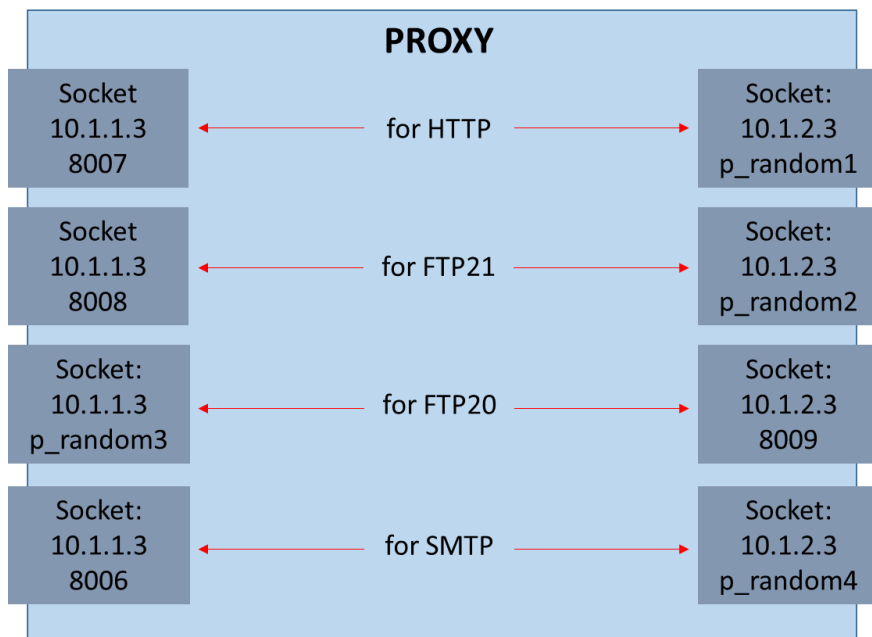 PROXY
Socket
10.1.1.3
8007
for HTTP
Socket:
10.1.2.3
p_random1
Socket
10.1.1.3
8008
for FTP21
Socket:
10.1.2.3
p_random2
Socket:
10.1.1.3
p_random3
for FTP20
Socket:
10.1.2.3
8009
Socket:
10.1.1.3
8006
for SMTP
Socket:
10.1.2.3
p_random4